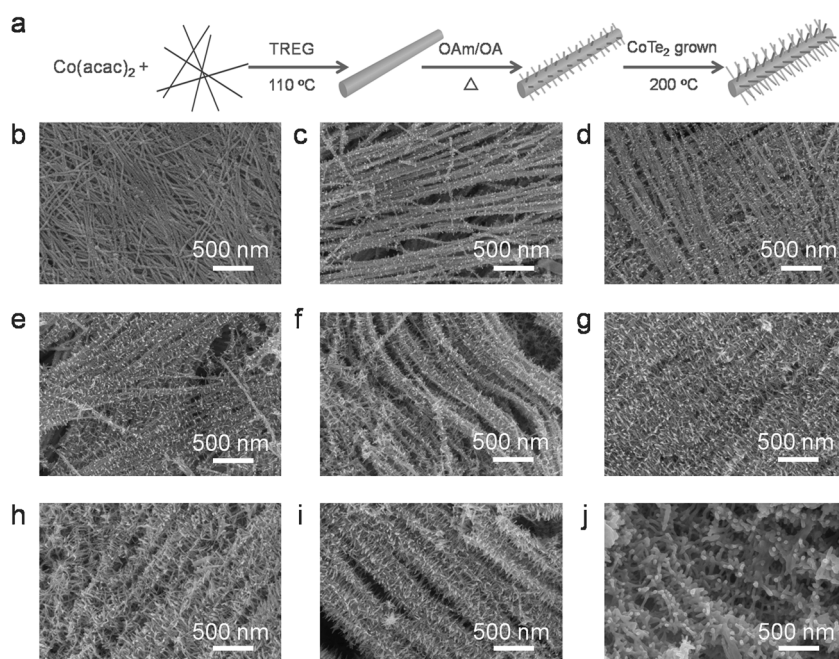 a
Co(acac)₂ +
TREG
110 ºC
OAm/OA
△
CoTe₂ grown
200 ºC
b
500 nm
c
500 nm
d
500 nm
e
500 nm
f
500 nm
g
500 nm
h
500 nm
i
500 nm
j
500 nm